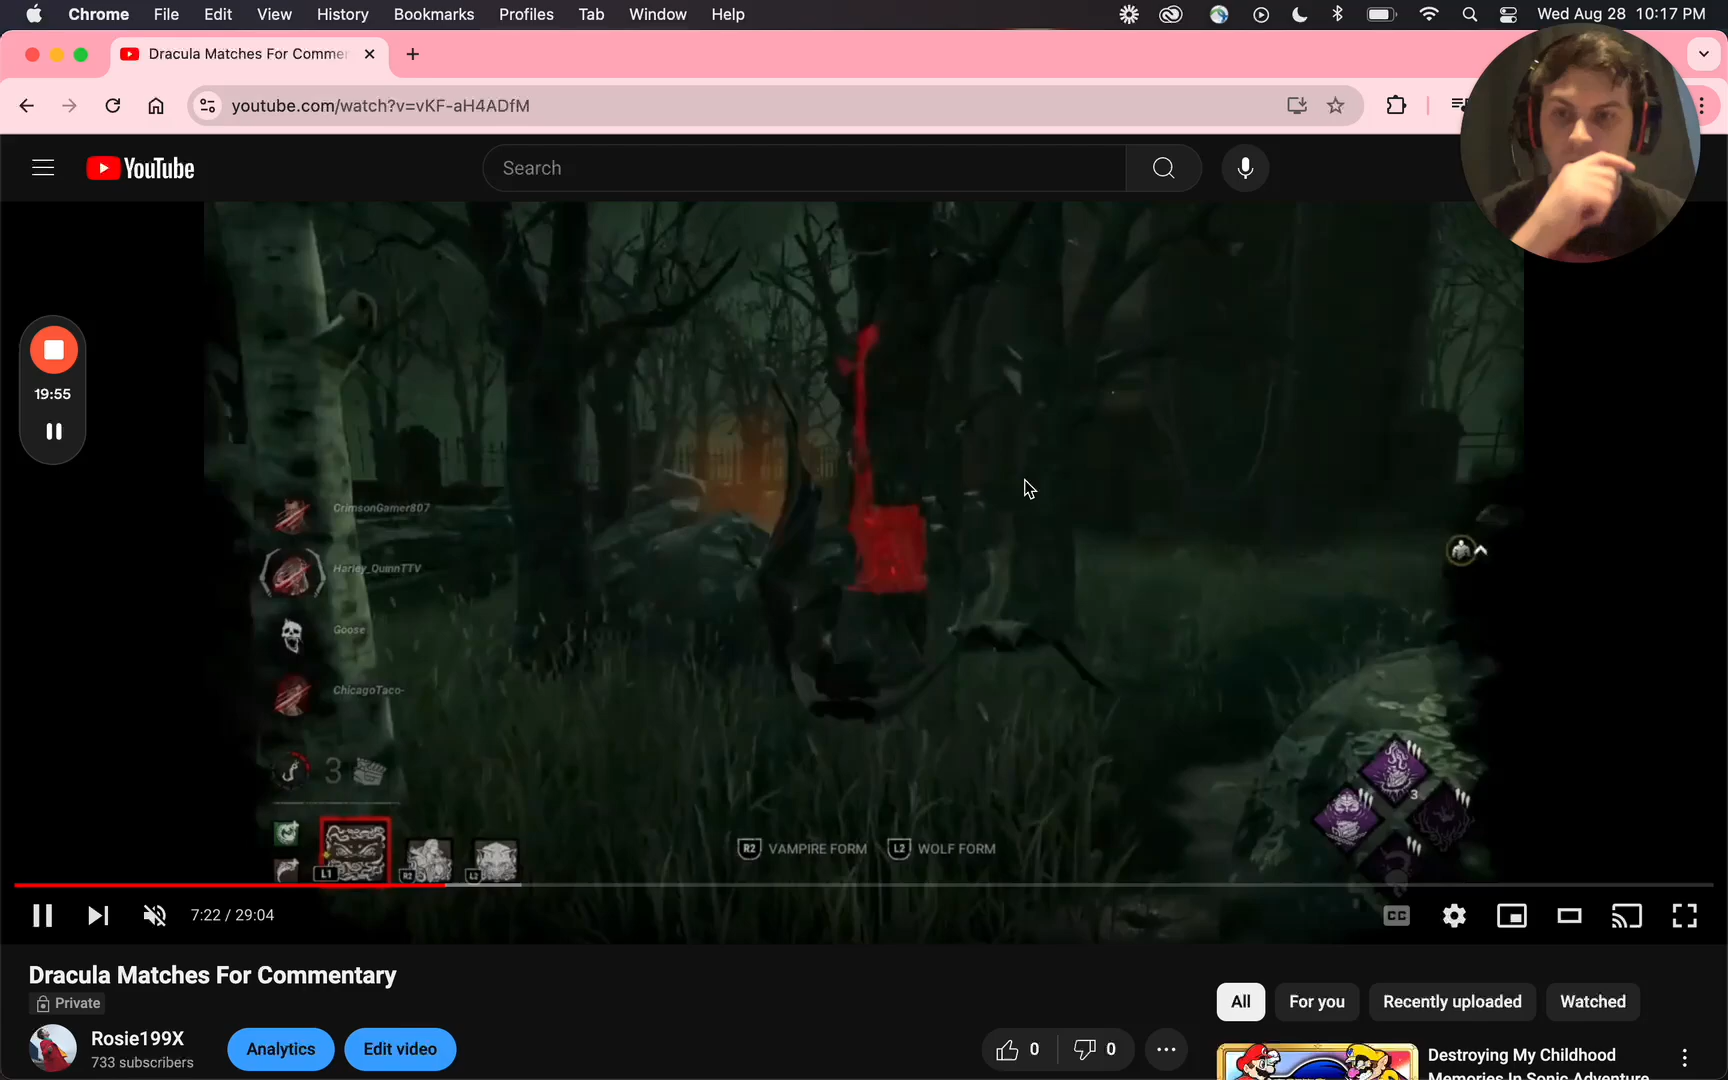 Chrome File Edit View History Bookmarks Profiles Tab Window Help Wed Aug 28 10:17 PM
Dracula Matches For Commen
youtube.com/watch?v=vKF-aH4ADfM
YouTube
Search
19:55
CrimsonGamer807
Harley_QuinnTTV
Goose
ChicagoTaco-
3
3
L1 R2 L2
R2 VAMPIRE FORM L2 WOLF FORM
7:22 / 29:04
CC
Dracula Matches For Commentary
Private
Rosie199X
733 subscribers
Analytics
Edit video
0 0
All For you Recently uploaded Watched
Destroying My Childhood
Memories In Sonic Adventure